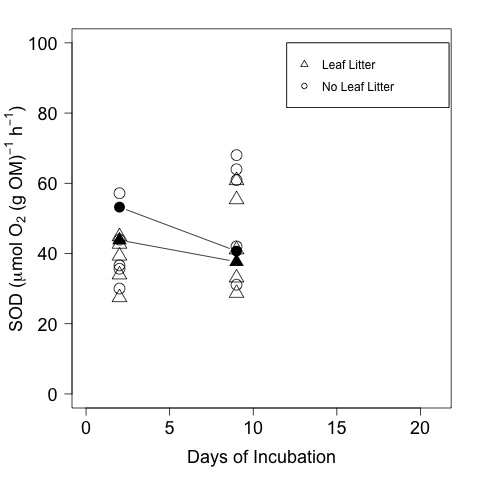 100
80
60
40
20
0
SOD (μmol O₂ (g OM)⁻¹ h⁻¹)
Leaf Litter
No Leaf Litter
0 5 10 15 20
Days of Incubation